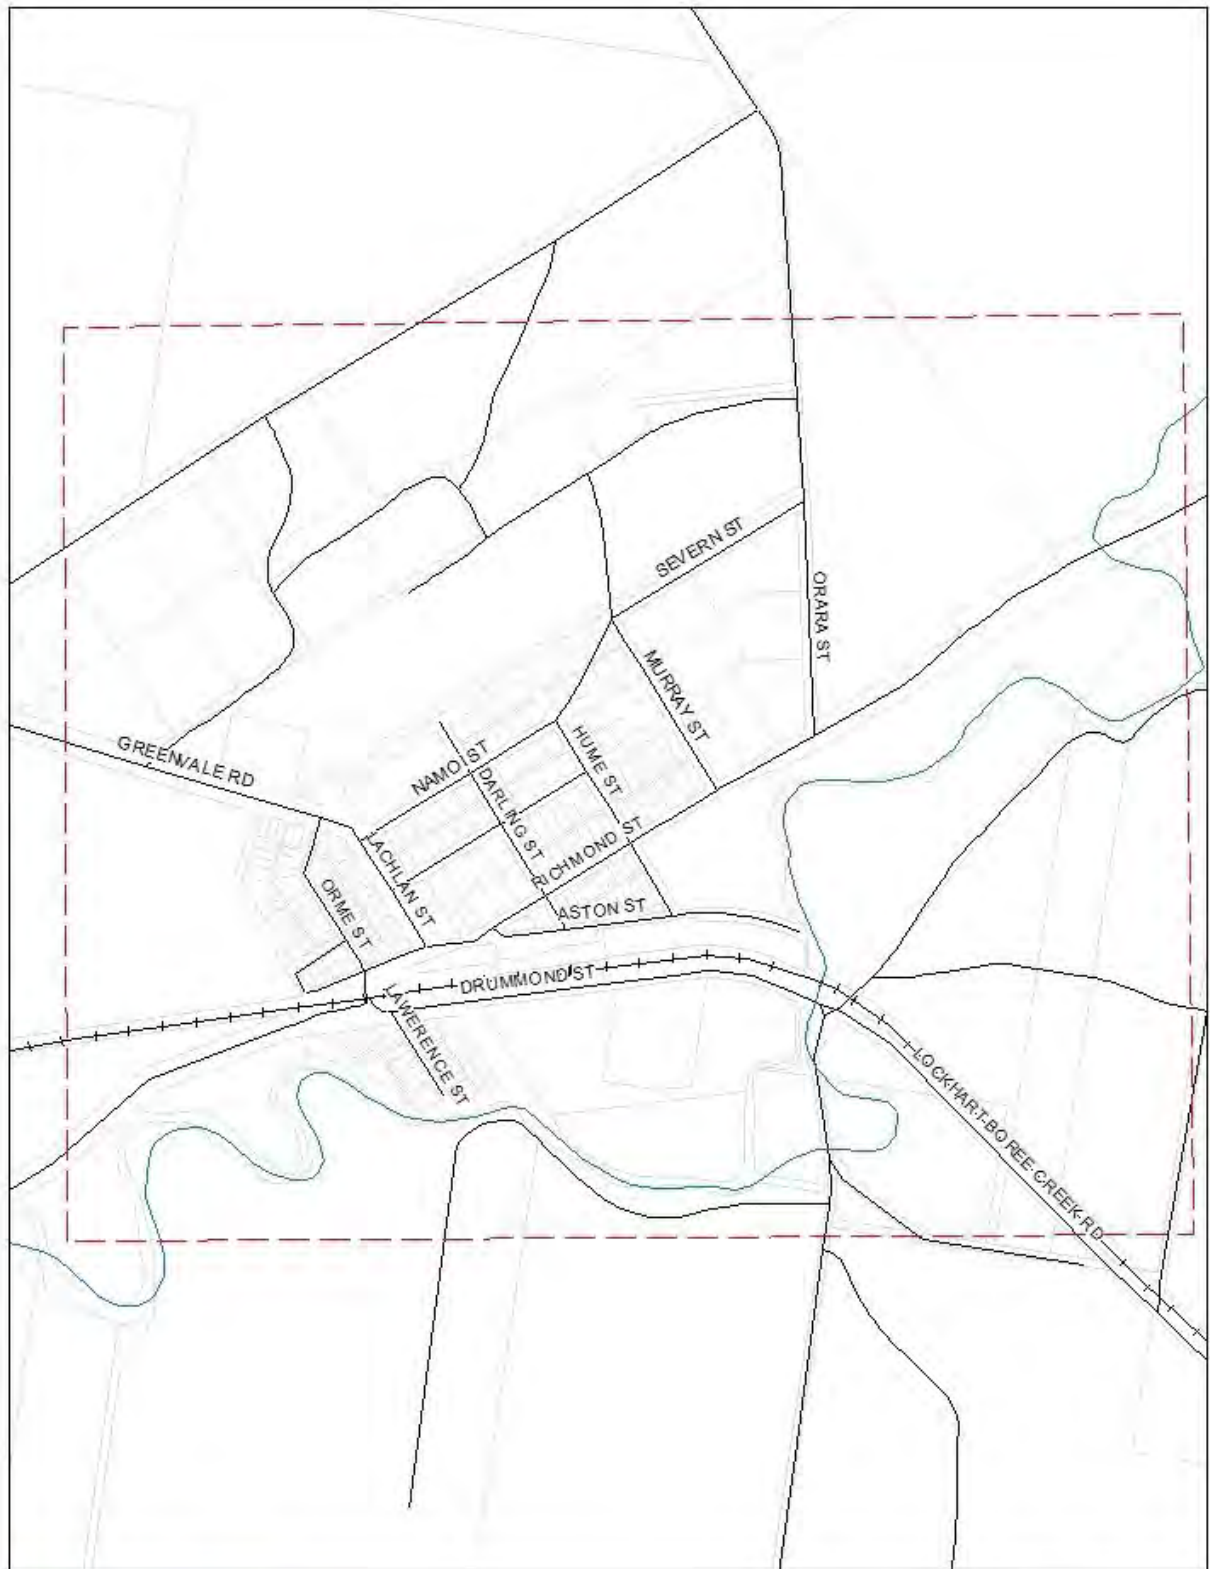 SEVERN ST
ORARA ST
MURRAY ST
HUME ST
GREENVALE RD
NAMOI ST
DARLING ST
RICHMOND ST
LACHLAN ST
ORME ST
ASTON ST
DRUMMOND ST
LAWERENCE ST
LOCKHART-BOREE-CREEK-RD